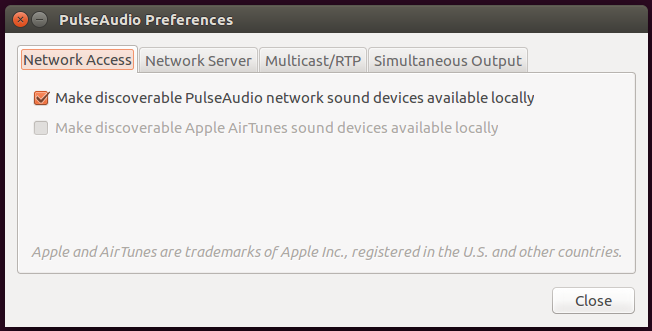 PulseAudio Preferences
Network Access
Network Server
Multicast/RTP
Simultaneous Output
Make discoverable PulseAudio network sound devices available locally
Make discoverable Apple AirTunes sound devices available locally
Apple and AirTunes are trademarks of Apple Inc., registered in the U.S. and other countries.
Close